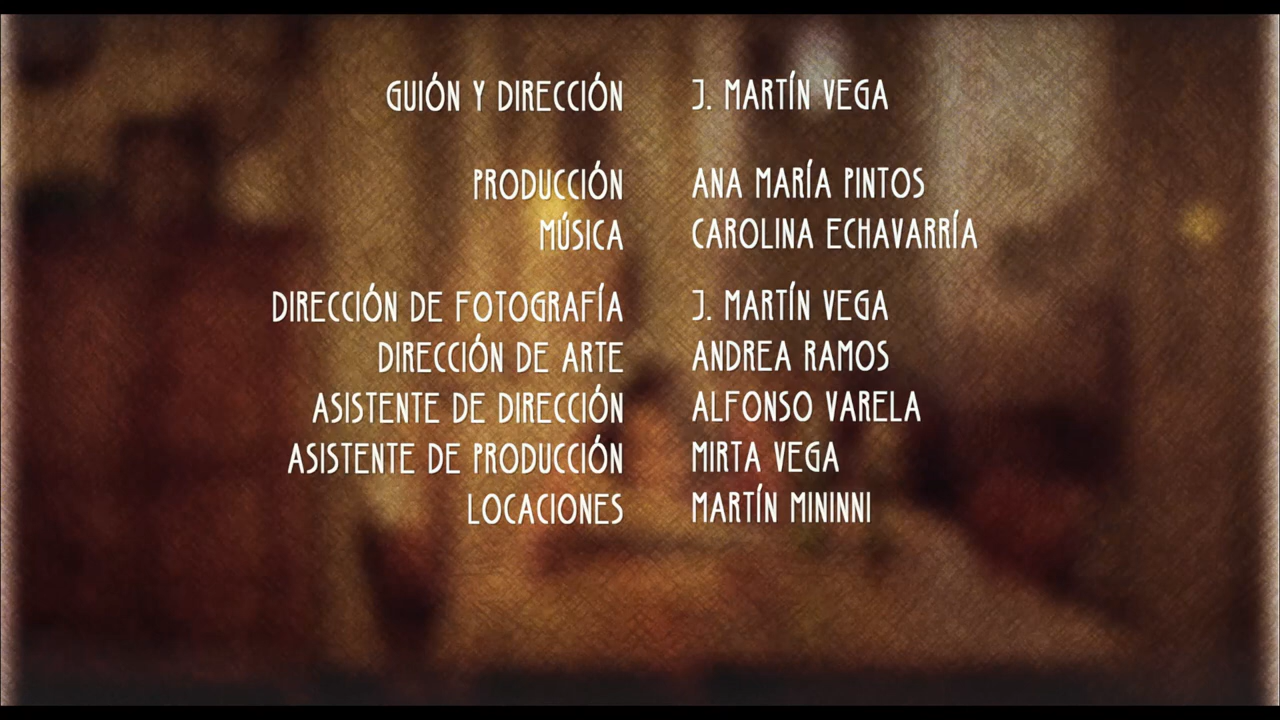 GUIÓN Y DIRECCIÓN J. MARTÍN VEGA
PRODUCCIÓN ANA MARÍA PINTOS
MÚSICA CAROLINA ECHAVARRÍA
DIRECCIÓN DE FOTOGRAFÍA J. MARTÍN VEGA
DIRECCIÓN DE ARTE ANDREA RAMOS
ASISTENTE DE DIRECCIÓN ALFONSO VARELA
ASISTENTE DE PRODUCCIÓN MIRTA VEGA
LOCACIONES MARTÍN MININNI